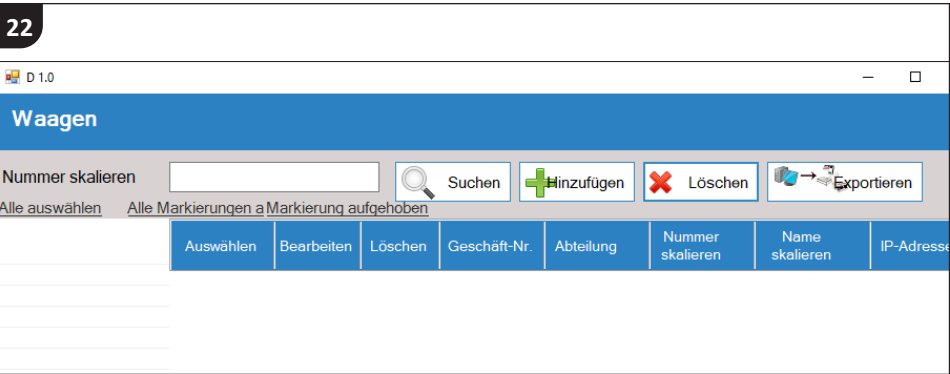 22
D 1.0
Waagen
Nummer skalieren Suchen Hinzufügen Löschen Exportieren
Alle auswählen Alle Markierungen a Markierung aufgehoben
Auswählen Bearbeiten Löschen Geschäft-Nr. Abteilung Nummer skalieren Name skalieren IP-Adresse